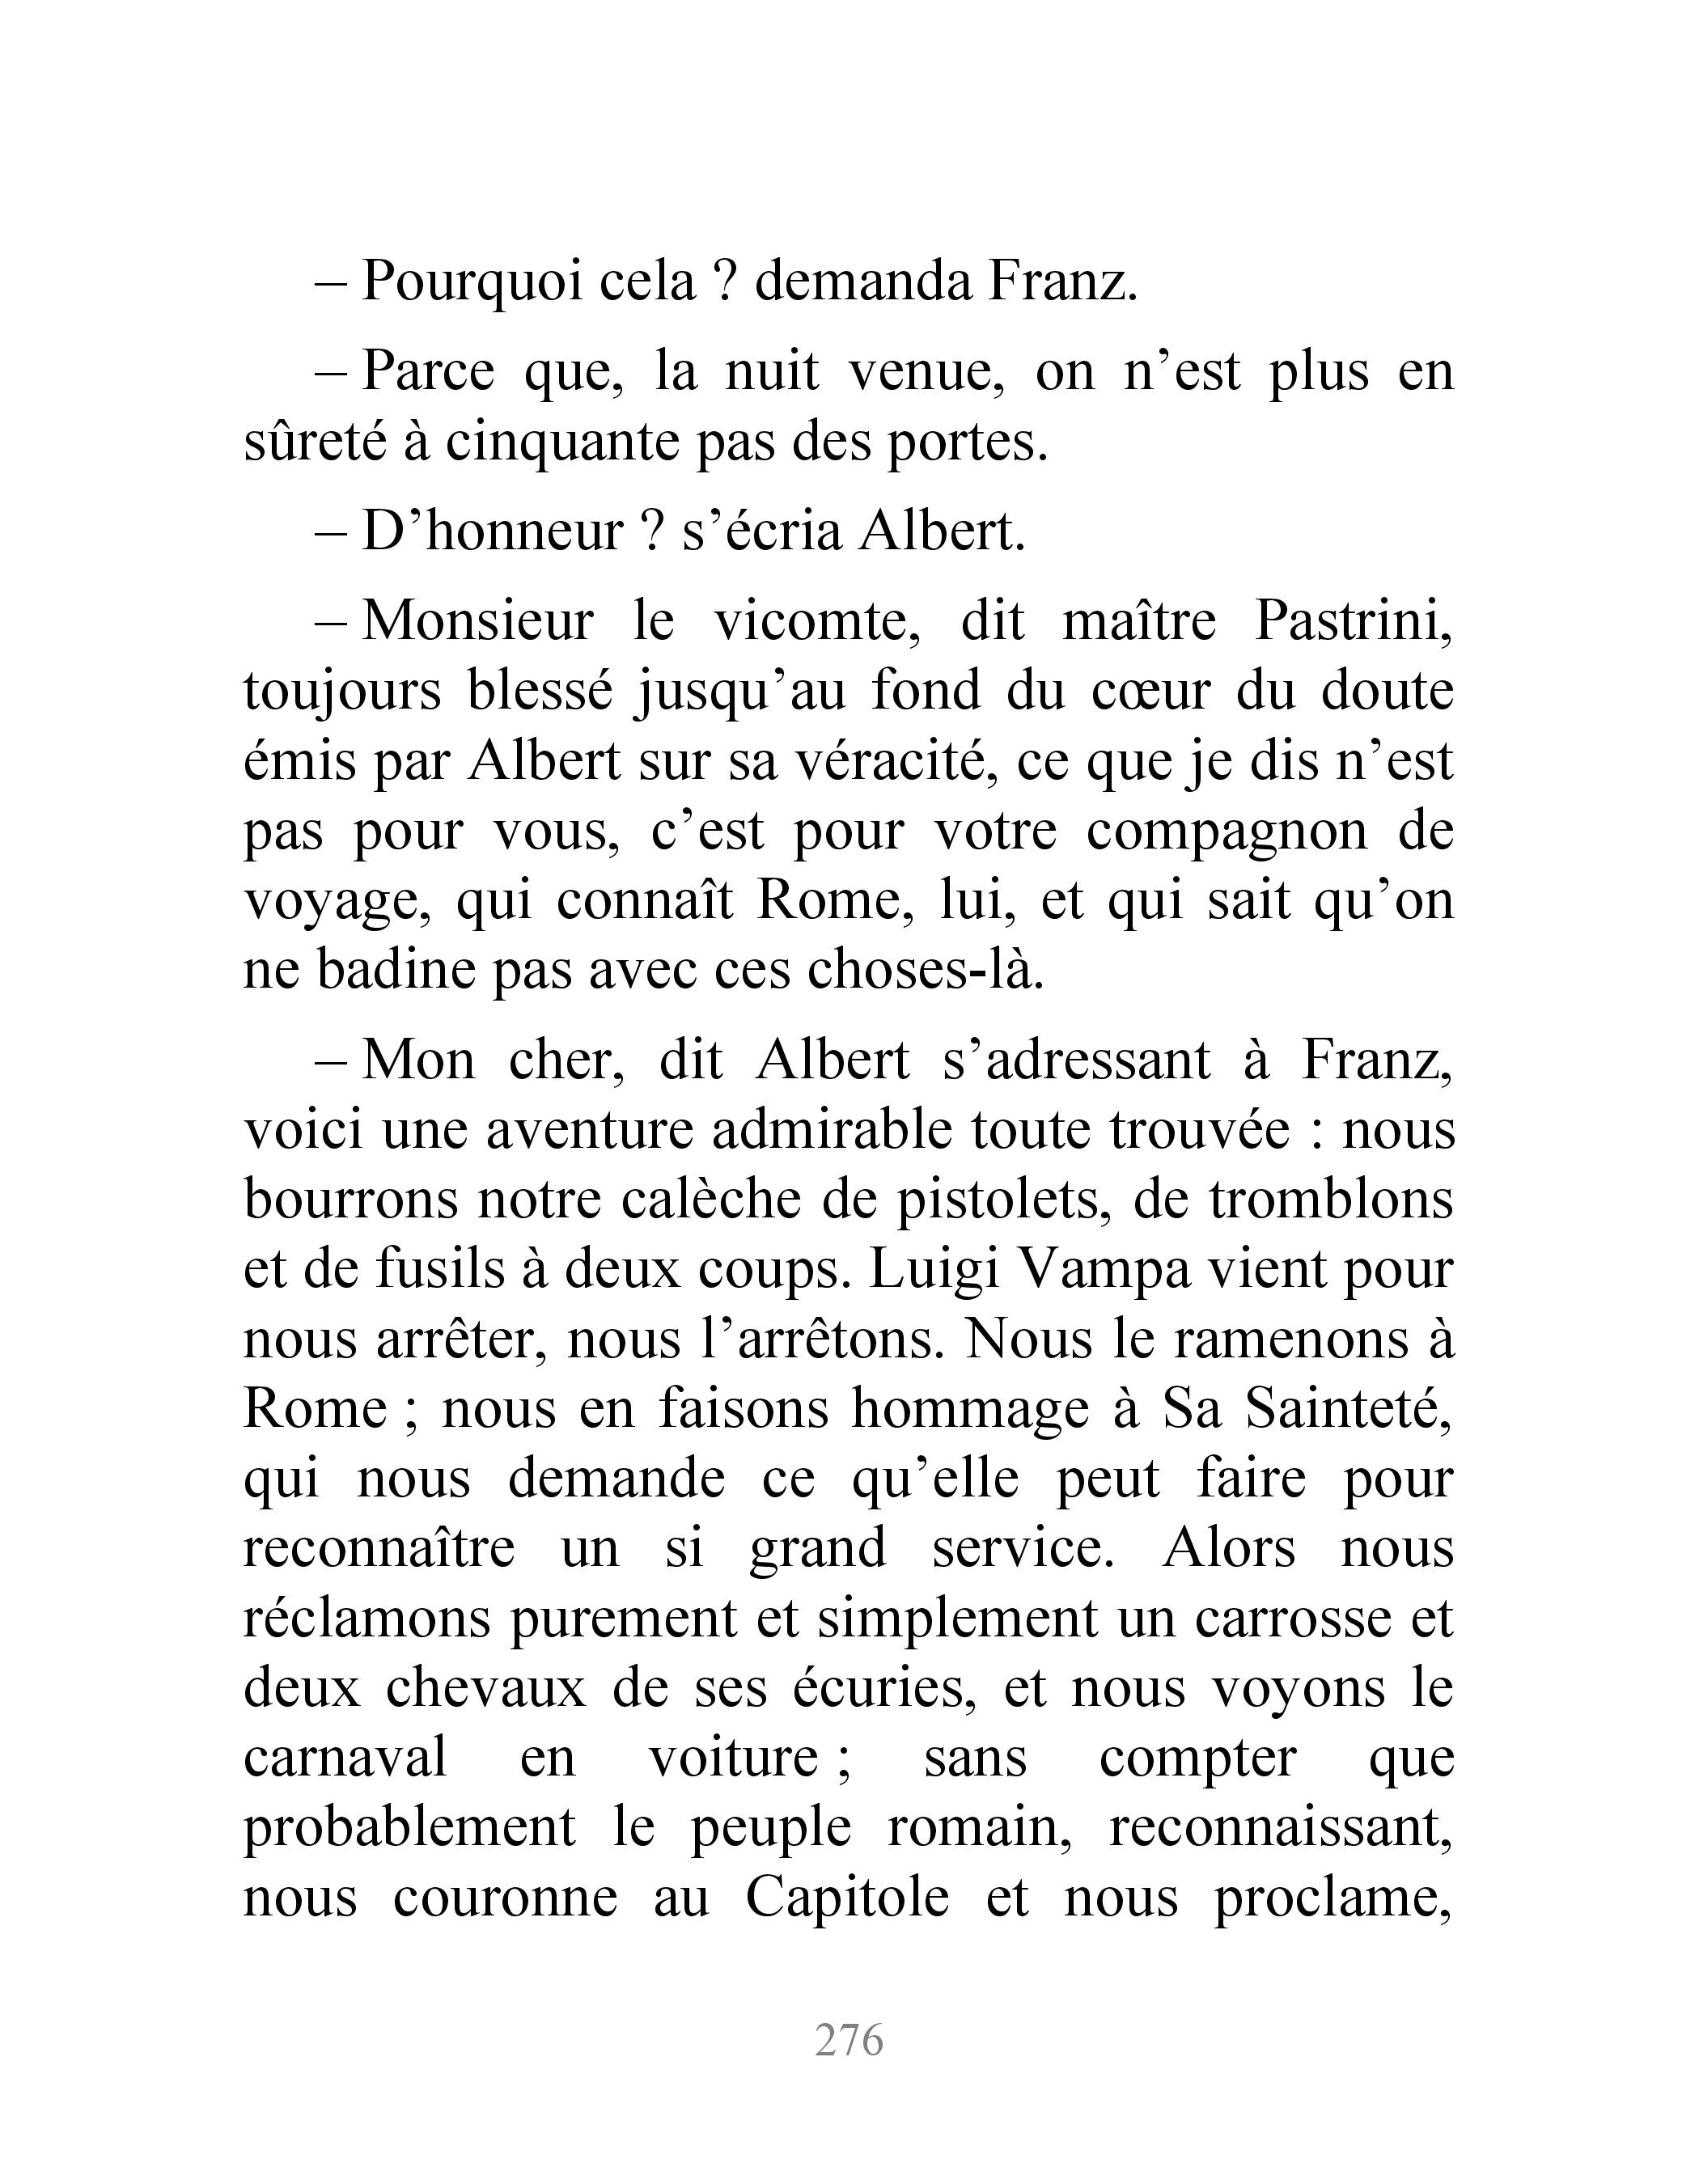 – Pourquoi cela ? demanda Franz.
– Parce que, la nuit venue, on n’est plus en
sûreté à cinquante pas des portes.
– D’honneur ? s’écria Albert.
– Monsieur le vicomte, dit maître Pastrini,
toujours blessé jusqu’au fond du cœur du doute
émis par Albert sur sa véracité, ce que je dis n’est
pas pour vous, c’est pour votre compagnon de
voyage, qui connaît Rome, lui, et qui sait qu’on
ne badine pas avec ces choses-là.
– Mon cher, dit Albert s’adressant à Franz,
voici une aventure admirable toute trouvée : nous
bourrons notre calèche de pistolets, de tromblons
et de fusils à deux coups. Luigi Vampa vient pour
nous arrêter, nous l’arrêtons. Nous le ramenons à
Rome ; nous en faisons hommage à Sa Sainteté,
qui nous demande ce qu’elle peut faire pour
reconnaître un si grand service. Alors nous
réclamons purement et simplement un carrosse et
deux chevaux de ses écuries, et nous voyons le
carnaval en voiture ; sans compter que
probablement le peuple romain, reconnaissant,
nous couronne au Capitole et nous proclame,
276